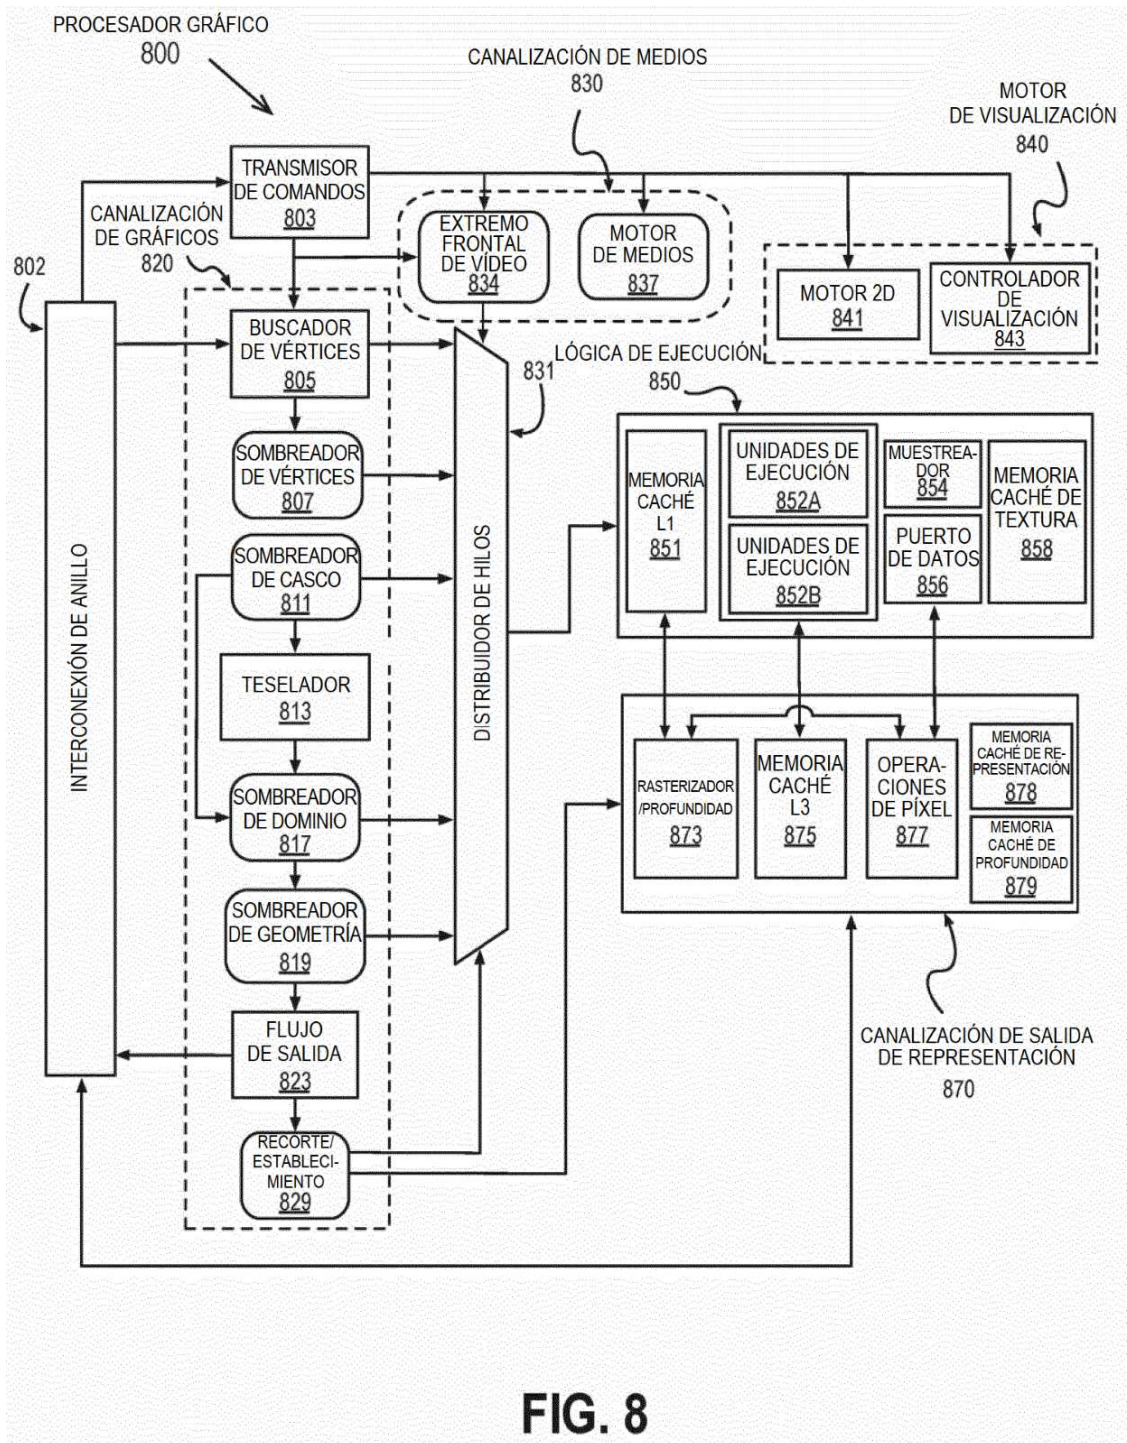 PROCESADOR GRÁFICO
800
CANALIZACIÓN DE MEDIOS
830
MOTOR
DE VISUALIZACIÓN
840
TRANSMISOR
DE COMANDOS
803
CANALIZACIÓN
DE GRÁFICOS
820
802
EXTREMO
FRONTAL
DE VÍDEO
834
MOTOR
DE MEDIOS
837
MOTOR 2D
841
CONTROLADOR
DE
VISUALIZACIÓN
843
INTERCONEXIÓN DE ANILLO
BUSCADOR
DE VÉRTICES
805
SOMBREADOR
DE VÉRTICES
807
SOMBREADOR
DE CASCO
811
TESELADOR
813
SOMBREADOR
DE DOMINIO
817
SOMBREADOR
DE GEOMETRÍA
819
FLUJO
DE SALIDA
823
RECORTE/
ESTABLECI-
MIENTO
829
DISTRIBUIDOR DE HILOS
831
LÓGICA DE EJECUCIÓN
850
MEMORIA
CACHÉ
L1
851
UNIDADES DE
EJECUCIÓN
852A
UNIDADES DE
EJECUCIÓN
852B
MUESTREA-
DOR
854
PUERTO
DE DATOS
856
MEMORIA
CACHÉ DE
TEXTURA
858
RASTERIZADOR
/PROFUNDIDAD
873
MEMORIA
CACHÉ
L3
875
OPERA-
CIONES
DE PÍXEL
877
MEMORIA
CACHÉ DE RE-
PRESENTACIÓN
878
MEMORIA
CACHÉ DE
PROFUNDIDAD
879
CANALIZACIÓN DE SALIDA
DE REPRESENTACIÓN
870
FIG. 8